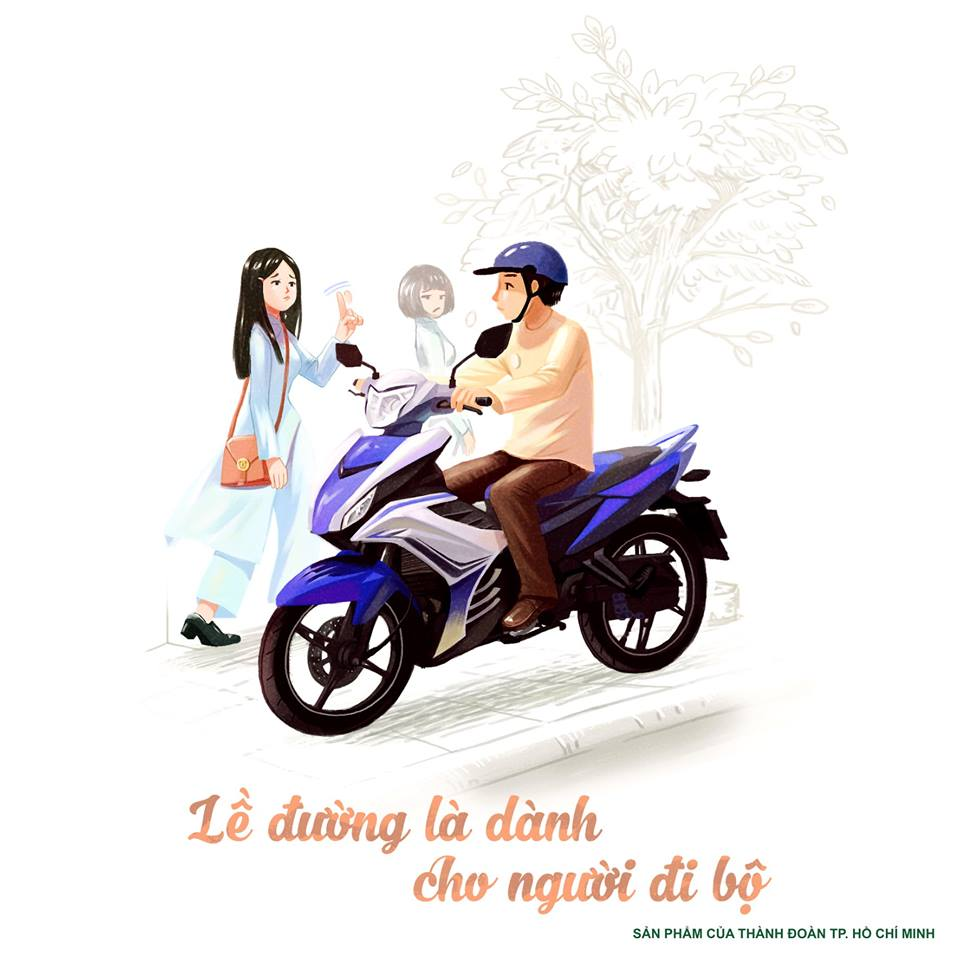 Lề đường là dành
cho người đi bộ
SẢN PHẨM CỦA THÀNH ĐOÀN TP. HỒ CHÍ MINH